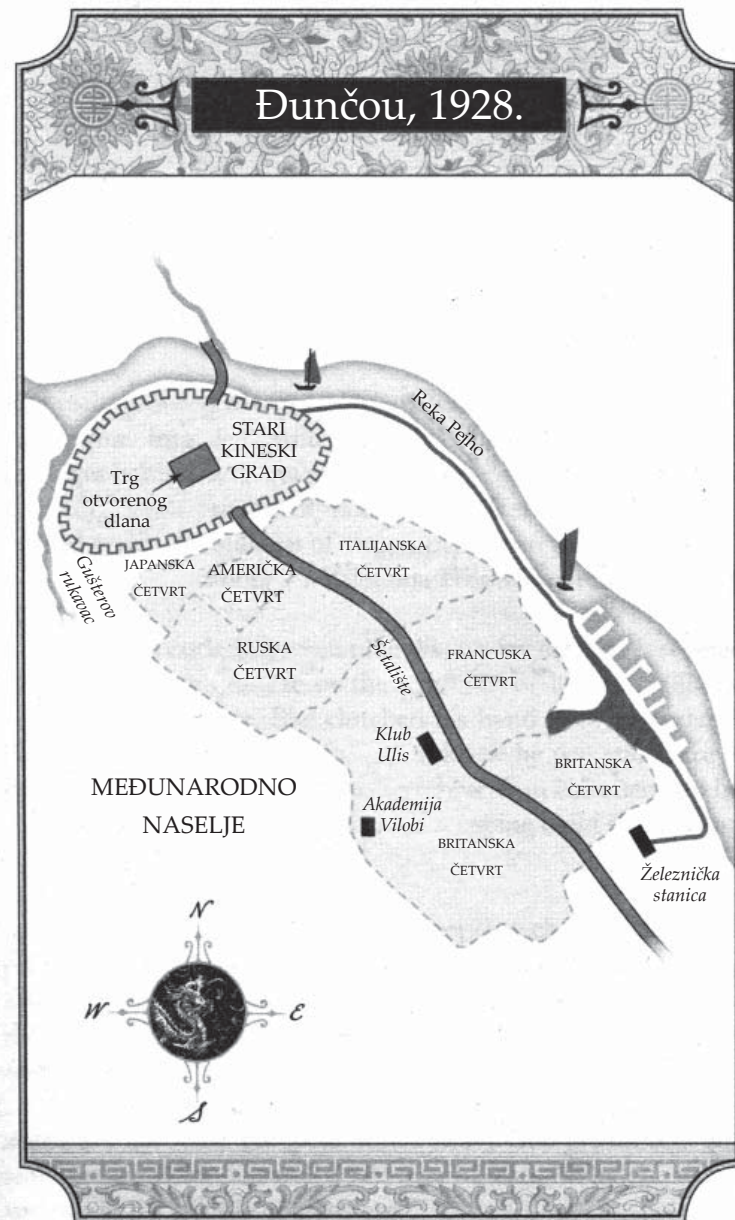 Đunčou, 1928.
Reka Pejho
STARI
KINESKI
GRAD
Trg
otvorenog
dlana
Gušterov
rukavac
JAPANSKA
ČETVRT
AMERIČKA
ČETVRT
ITALIJANSKA
ČETVRT
RUSKA
ČETVRT
Šetalište
FRANCUSKA
ČETVRT
Klub
Ulis
BRITANSKA
ČETVRT
MEĐUNARODNO
NASELJE
Akademija
Vilobi
BRITANSKA
ČETVRT
Železnička
stanica
N
W
E
S